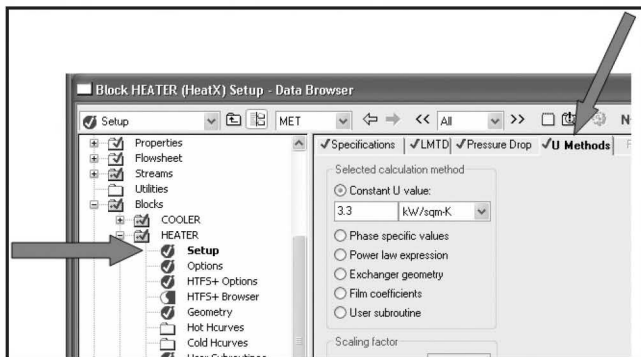 Block HEATER (HeatX) Setup - Data Browser
Setup MET << All >> N
Properties
Flowsheet
Streams
Utilities
Blocks
COOLER
HEATER
Setup
Options
HTFS+ Options
HTFS+ Browser
Geometry
Hot Hcurves
Cold Hcurves
User Subroutines
Specifications LMTD Pressure Drop U Methods
Selected calculation method
Constant U value:
3.3 kW/sqm-K
Phase specific values
Power law expression
Exchanger geometry
Film coefficients
User subroutine
Scaling factor